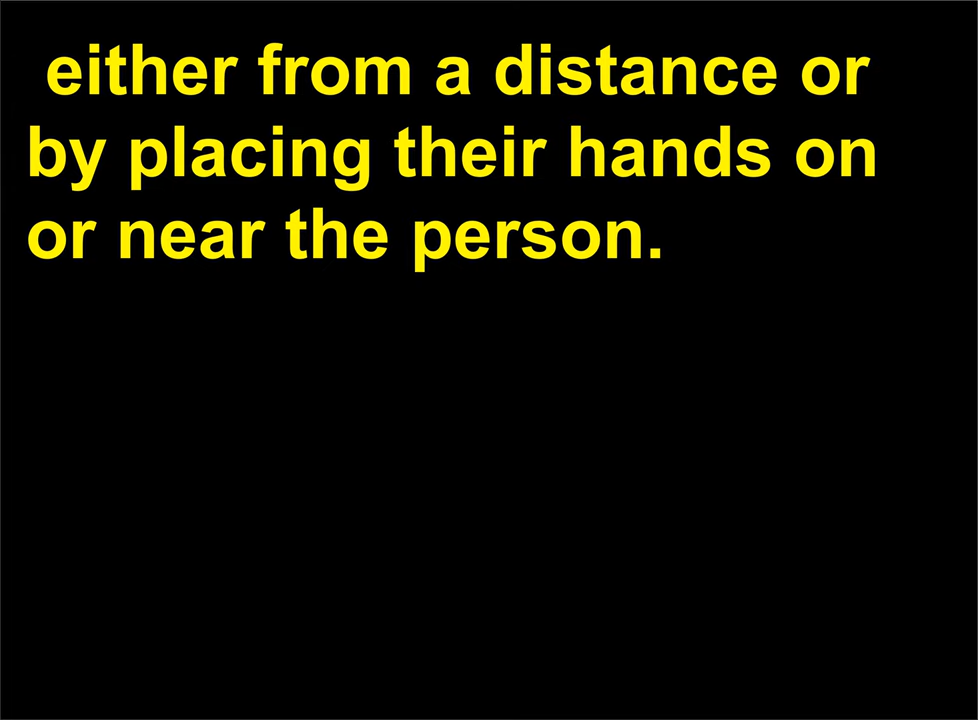 either from a distance or
by placing their hands on
or near the person.